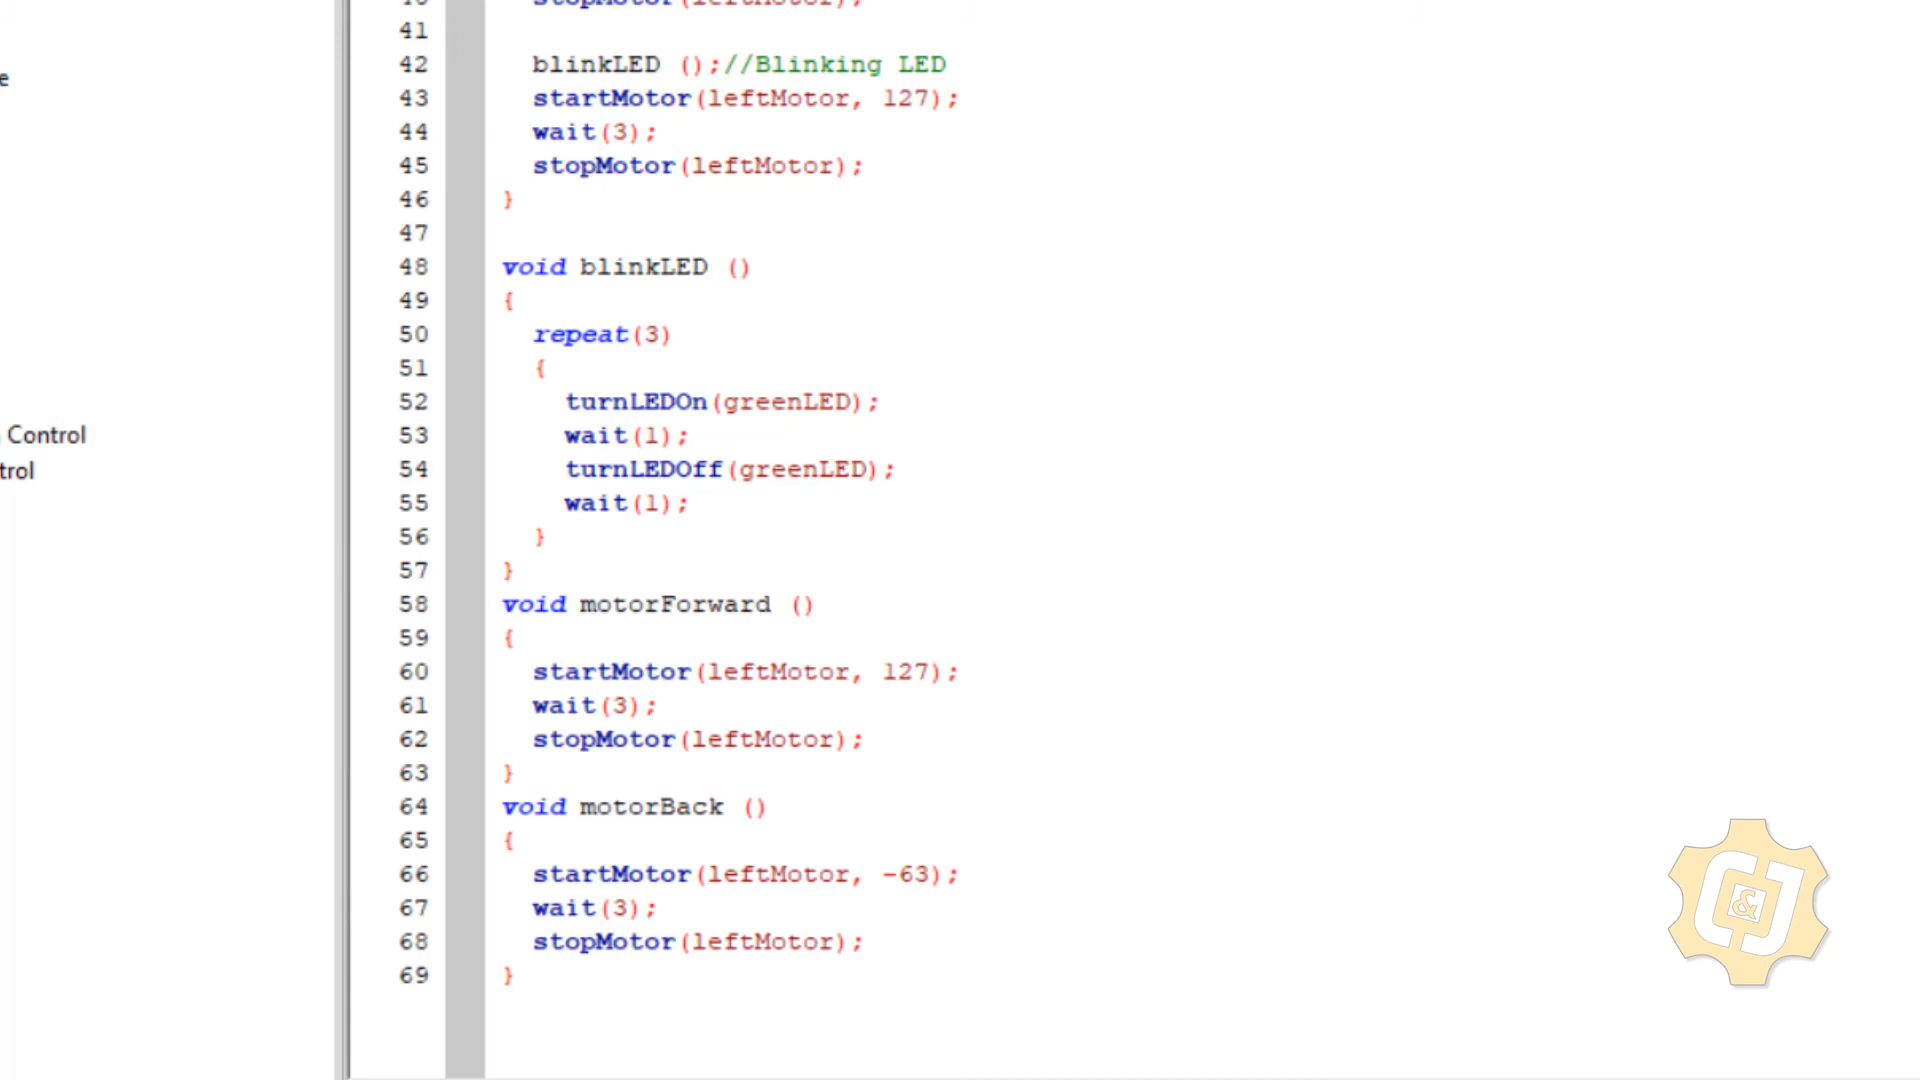 40 stopMotor(leftMotor);
41
42 blinkLED ();//Blinking LED
43 startMotor(leftMotor, 127);
44 wait(3);
45 stopMotor(leftMotor);
46 }
47
48 void blinkLED ()
49 {
50 repeat(3)
51 {
52 turnLEDOn(greenLED);
53 wait(1);
54 turnLEDOff(greenLED);
55 wait(1);
56 }
57 }
58 void motorForward ()
59 {
60 startMotor(leftMotor, 127);
61 wait(3);
62 stopMotor(leftMotor);
63 }
64 void motorBack ()
65 {
66 startMotor(leftMotor, -63);
67 wait(3);
68 stopMotor(leftMotor);
69 }
e
Control
trol
C&J